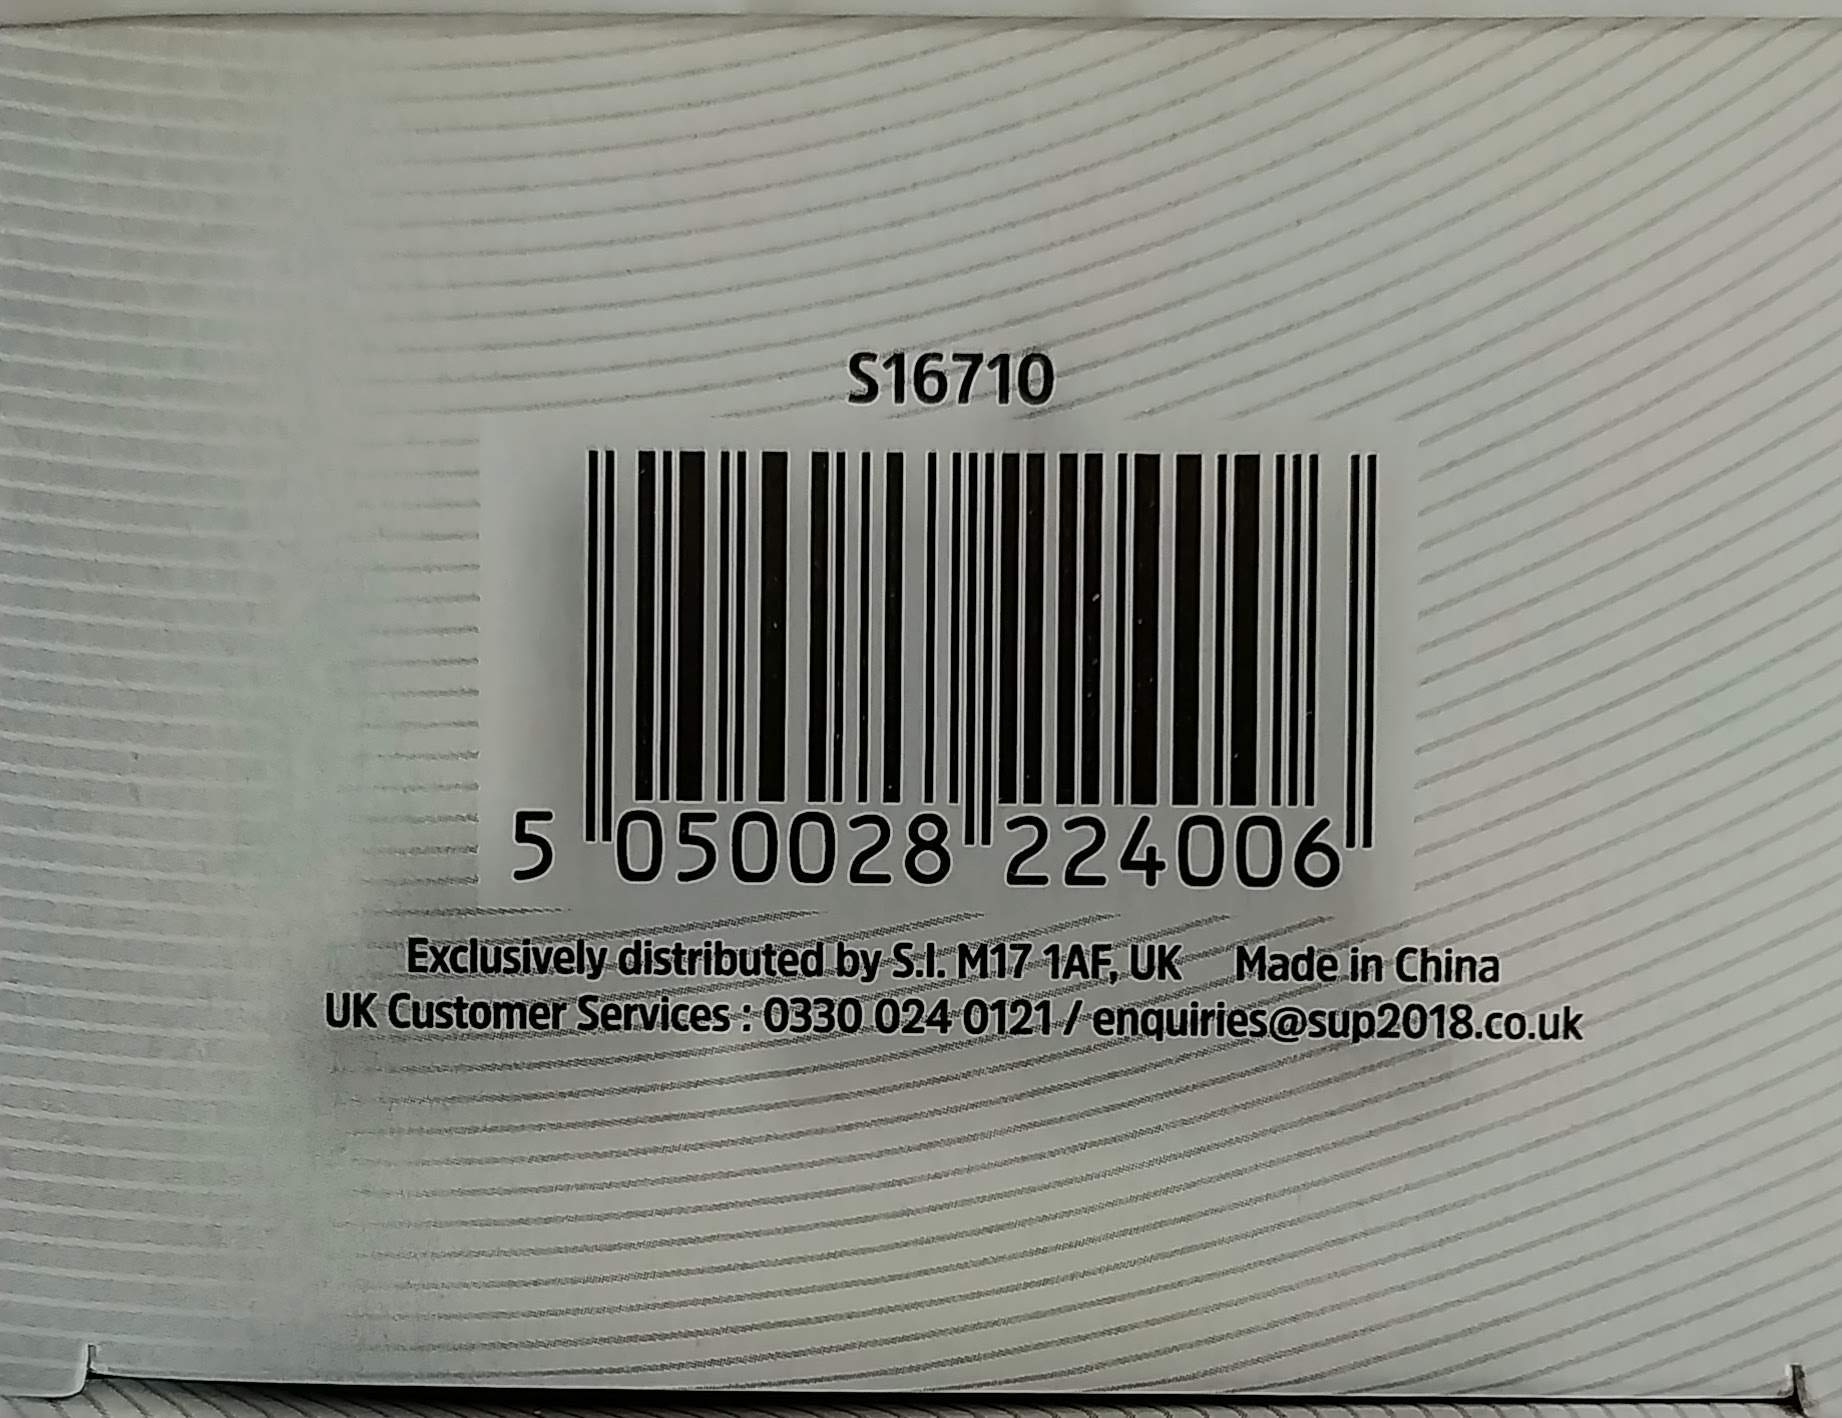 S16710
5 050028 224006
Exclusively distributed by S.I. M17 1AF, UK Made in China
UK Customer Services : 0330 024 0121 / enquiries@sup2018.co.uk